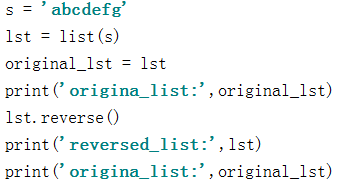 s = 'abcdefg'
lst = list(s)
original_lst = lst
print('origina_list:',original_lst)
lst.reverse()
print('reversed_list:',lst)
print('origina_list:',original_lst)